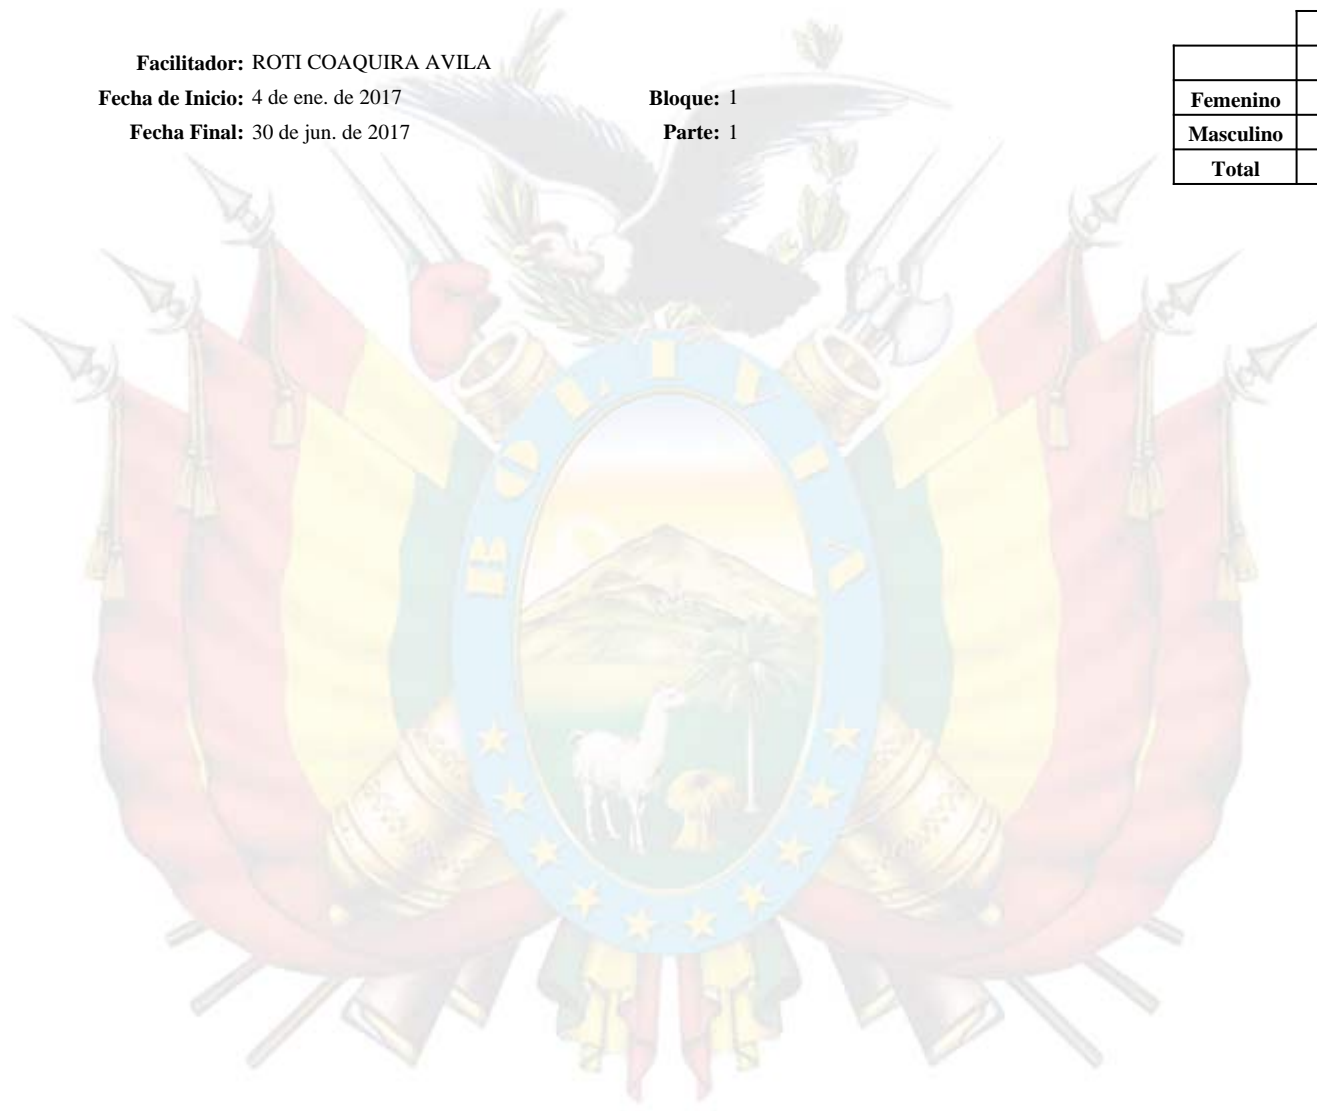 Facilitador: ROTI COAQUIRA AVILA
Fecha de Inicio: 4 de ene. de 2017 Bloque: 1
Fecha Final: 30 de jun. de 2017 Parte: 1
Femenino
Masculino
Total
BOLIVIA